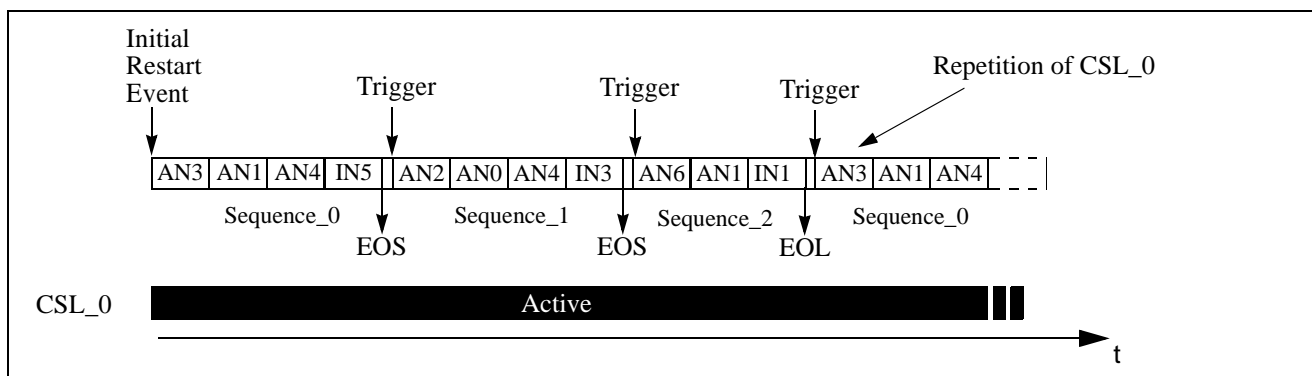 Initial
Restart
Event
Trigger
Trigger
Trigger
Repetition of CSL_0
AN3 AN1 AN4 IN5 AN2 AN0 AN4 IN3 AN6 AN1 IN1 AN3 AN1 AN4
Sequence_0 Sequence_1 Sequence_2 Sequence_0
EOS EOS EOL
CSL_0 Active
t